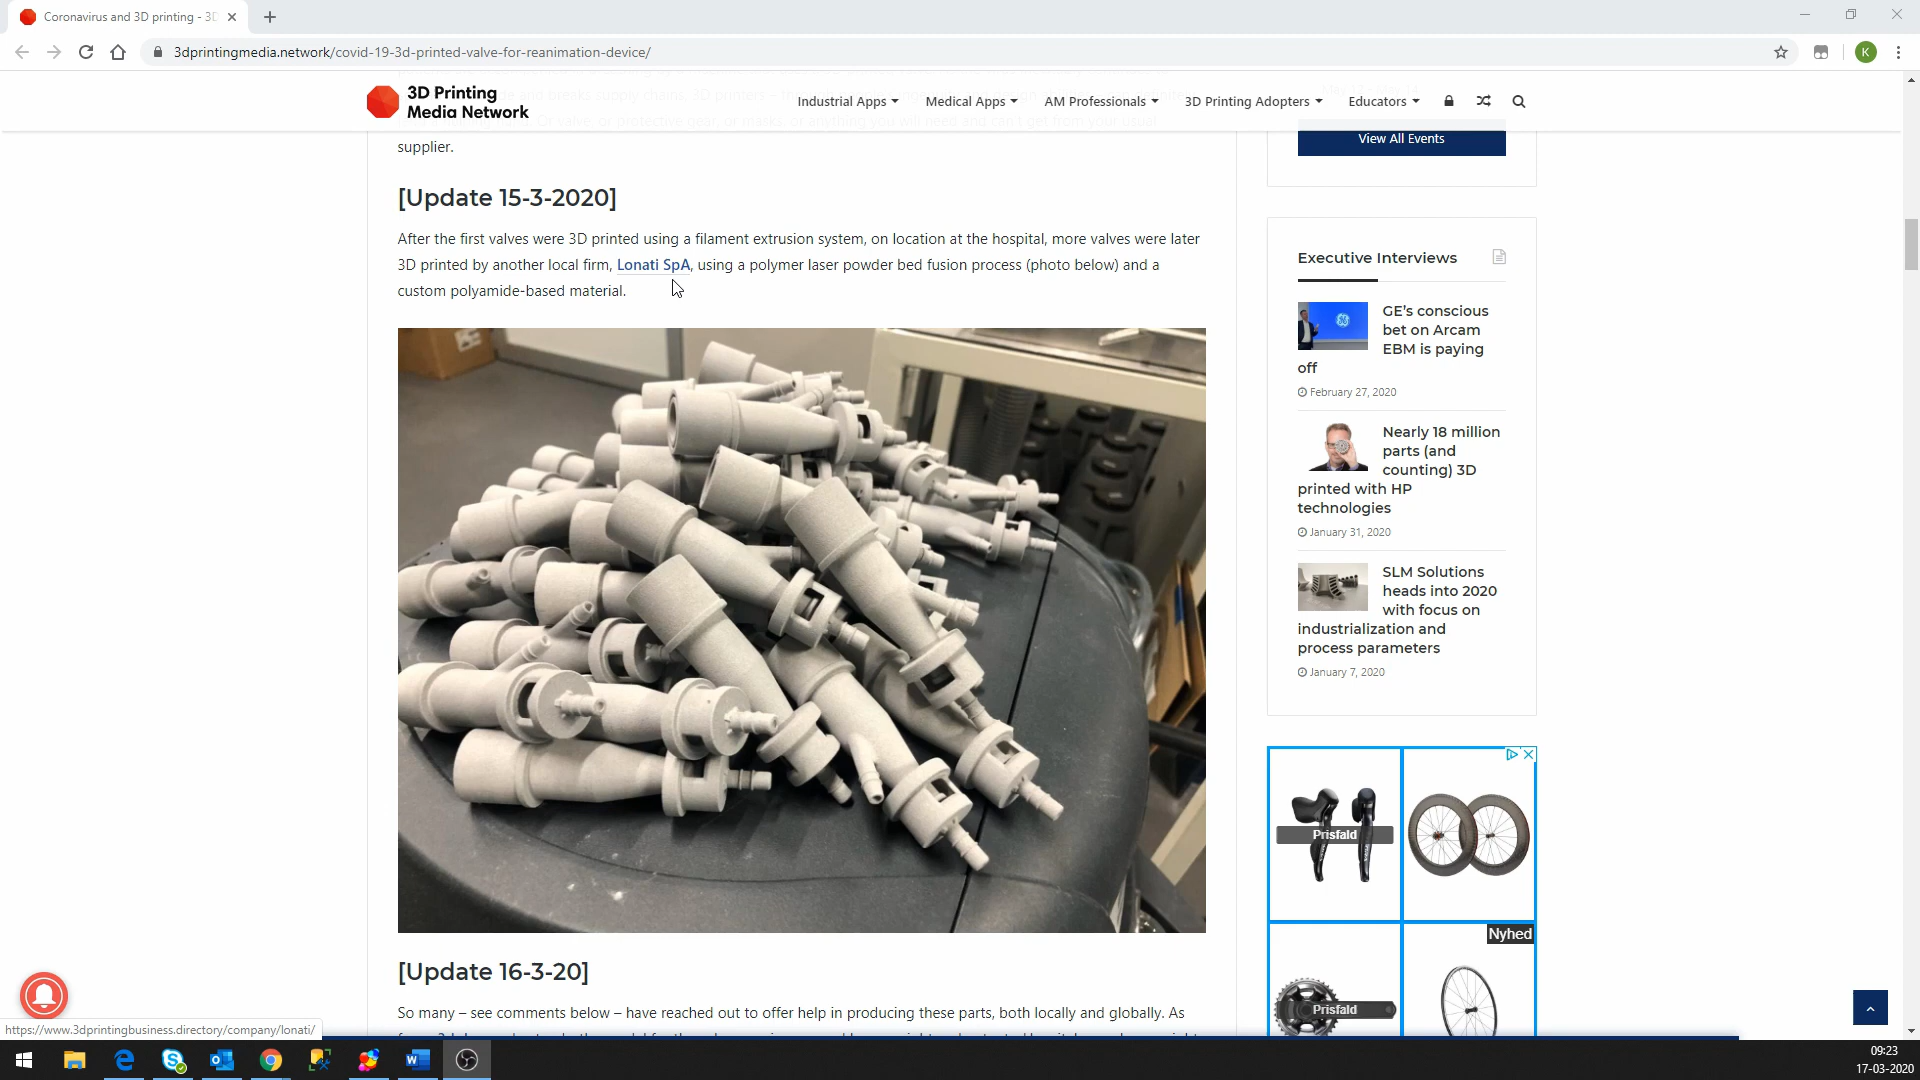 Coronavirus and 3D printing - 3D
3dprintingmedia.network/covid-19-3d-printed-valve-for-reanimation-device/
K
3D Printing
Media Network
Industrial Apps
Medical Apps
AM Professionals
3D Printing Adopters
Educators
supplier.
[Update 15-3-2020]
After the first valves were 3D printed using a filament extrusion system, on location at the hospital, more valves were later
3D printed by another local firm, Lonati SpA, using a polymer laser powder bed fusion process (photo below) and a
custom polyamide-based material.
[Update 16-3-20]
So many – see comments below – have reached out to offer help in producing these parts, both locally and globally. As
View All Events
Executive Interviews
GE’s conscious
bet on Arcam
EBM is paying
off
February 27, 2020
Nearly 18 million
parts (and
counting) 3D
printed with HP
technologies
January 31, 2020
SLM Solutions
heads into 2020
with focus on
industrialization and
process parameters
January 7, 2020
Prisfald
Nyhed
Prisfald
https://www.3dprintingbusiness.directory/company/lonati/
09:23
17-03-2020